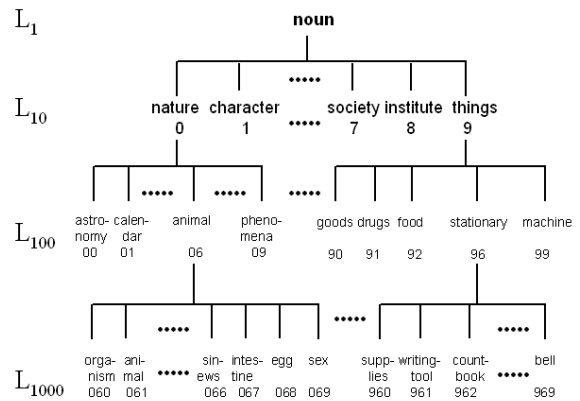 L1 noun
L10 nature character ..... society institute things
0 1 ..... 7 8 9
..... ..... .....
L100 astro- calen- animal pheno- goods drugs food stationary machine
nomy dar mena
00 01 06 09 90 91 92 96 99
.....
L1000 orga- ani- ..... sin- intes- egg sex supp- writing- count- ..... bell
nism mal ..... ews tine lies tool book .....
060 061 066 067 068 069 960 961 962 969